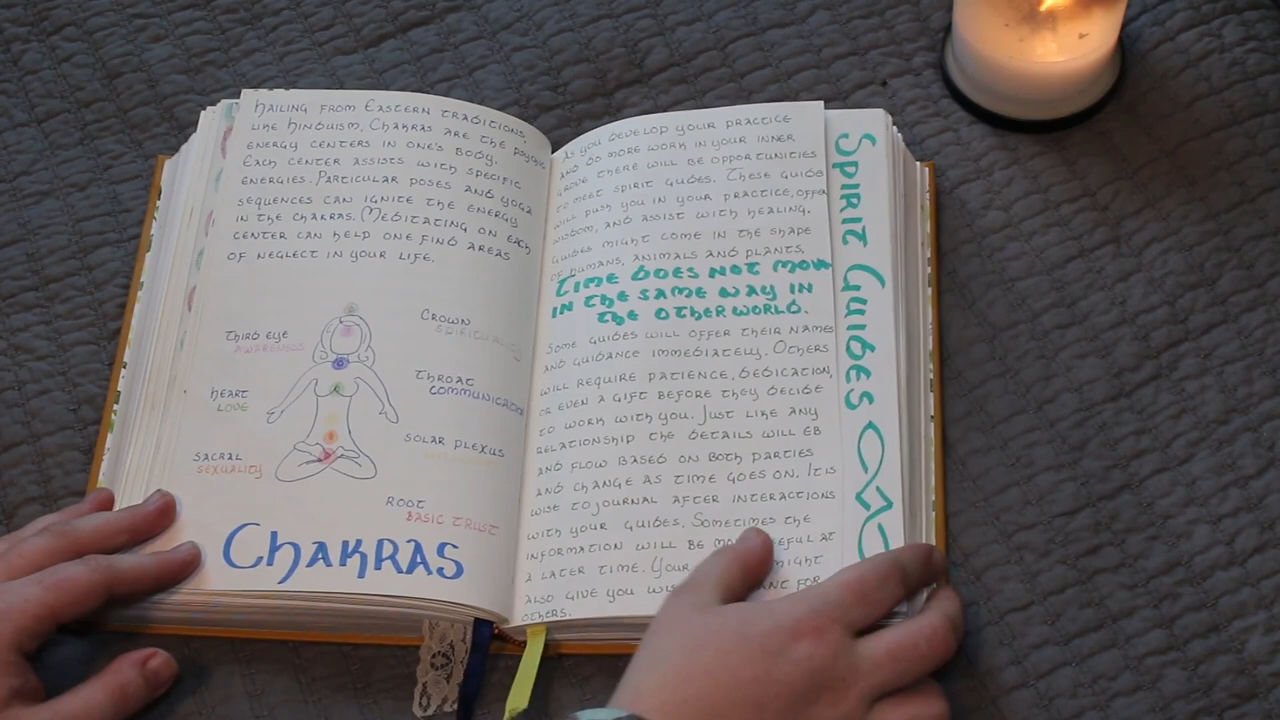 Hailing from Eastern traditions,
like Hinduism, Chakras are the psychic
energy centers in one's body.
Each center assists with specific
energies. Particular poses and yoga
sequences can ignite the energy
in the chakras. Meditating on each
center can help one find areas
of neglect in your life.
Crown
Spirituality
Third eye
Awareness
Throat
Communication
Heart
Love
Solar Plexus
Sacral
Sexuality
Root
Basic Trust
Chakras
As you develop your practice
and do more work in your inner
grove there will be opportunities
to meet spirit guides. These guides
will push you in your practice, offer
wisdom, and assist with healing.
Guides might come in the shape
of humans, animals and plants.
Time does not move
in the same way in
the otherworld.
Some guides will offer their names
and guidance immediately. Others
will require patience, dedication,
or even a gift before they decide
to work with you. Just like any
relationship the details will eb
and flow based on both parties
and change as time goes on. It is
wise to journal after interactions
with your guides. Sometimes the
information will be at
a later time. Your might
also give you for
others.
Spirit Guides